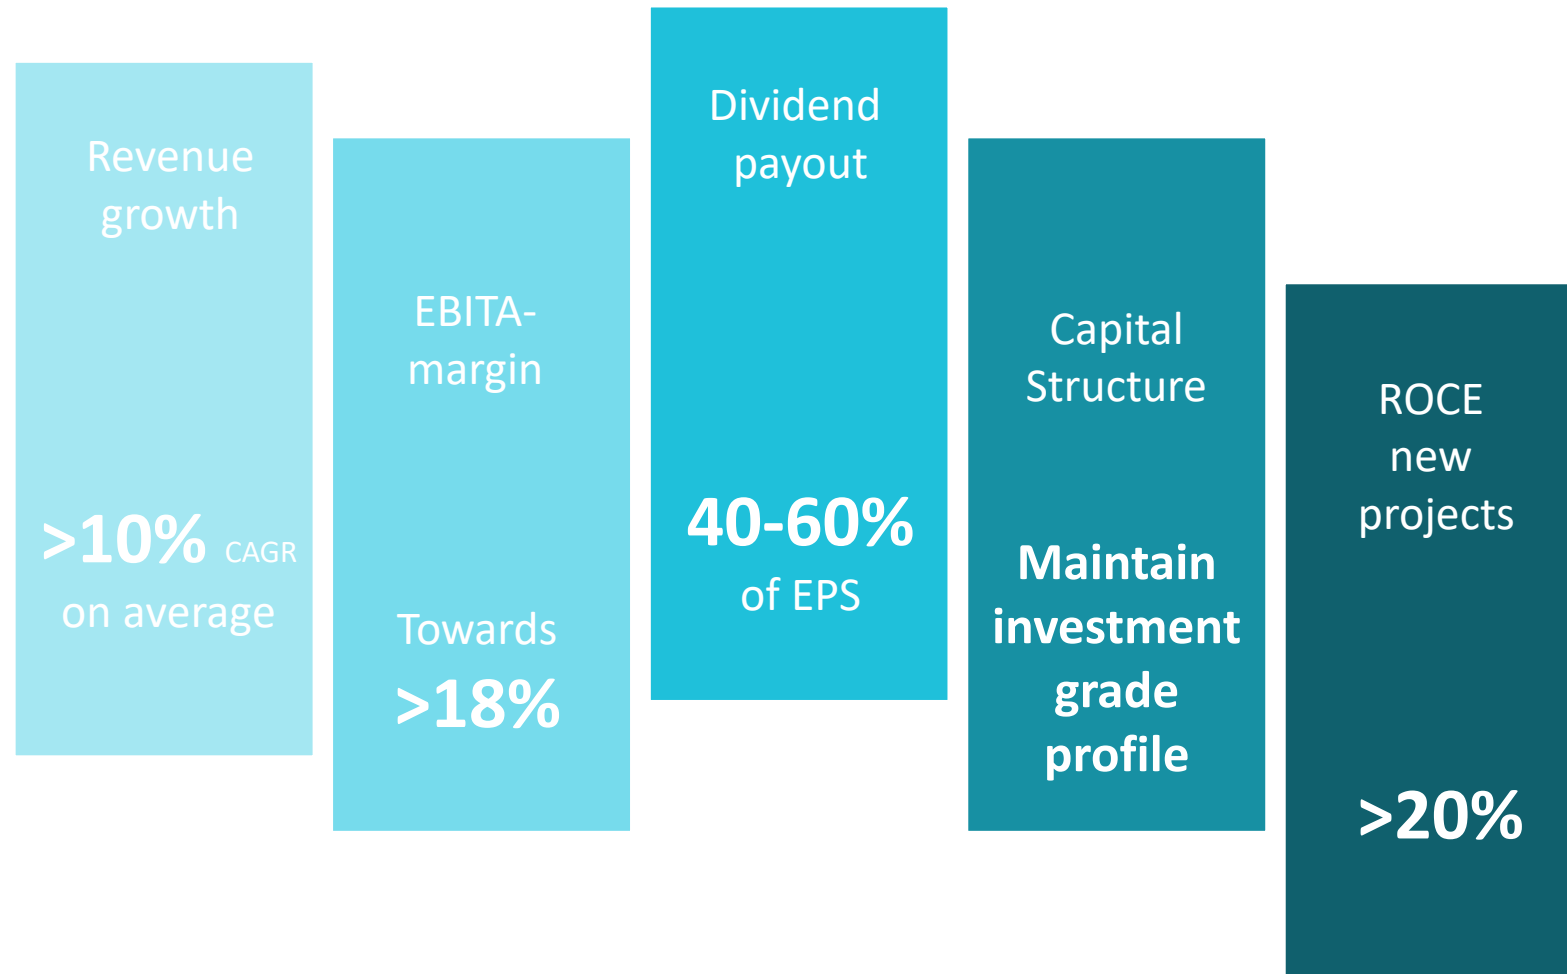 Revenue
growth
>10% CAGR
on average
EBITA-
margin
Towards
>18%
Dividend
payout
40-60%
of EPS
Capital
Structure
Maintain
investment
grade
profile
ROCE
new
projects
>20%